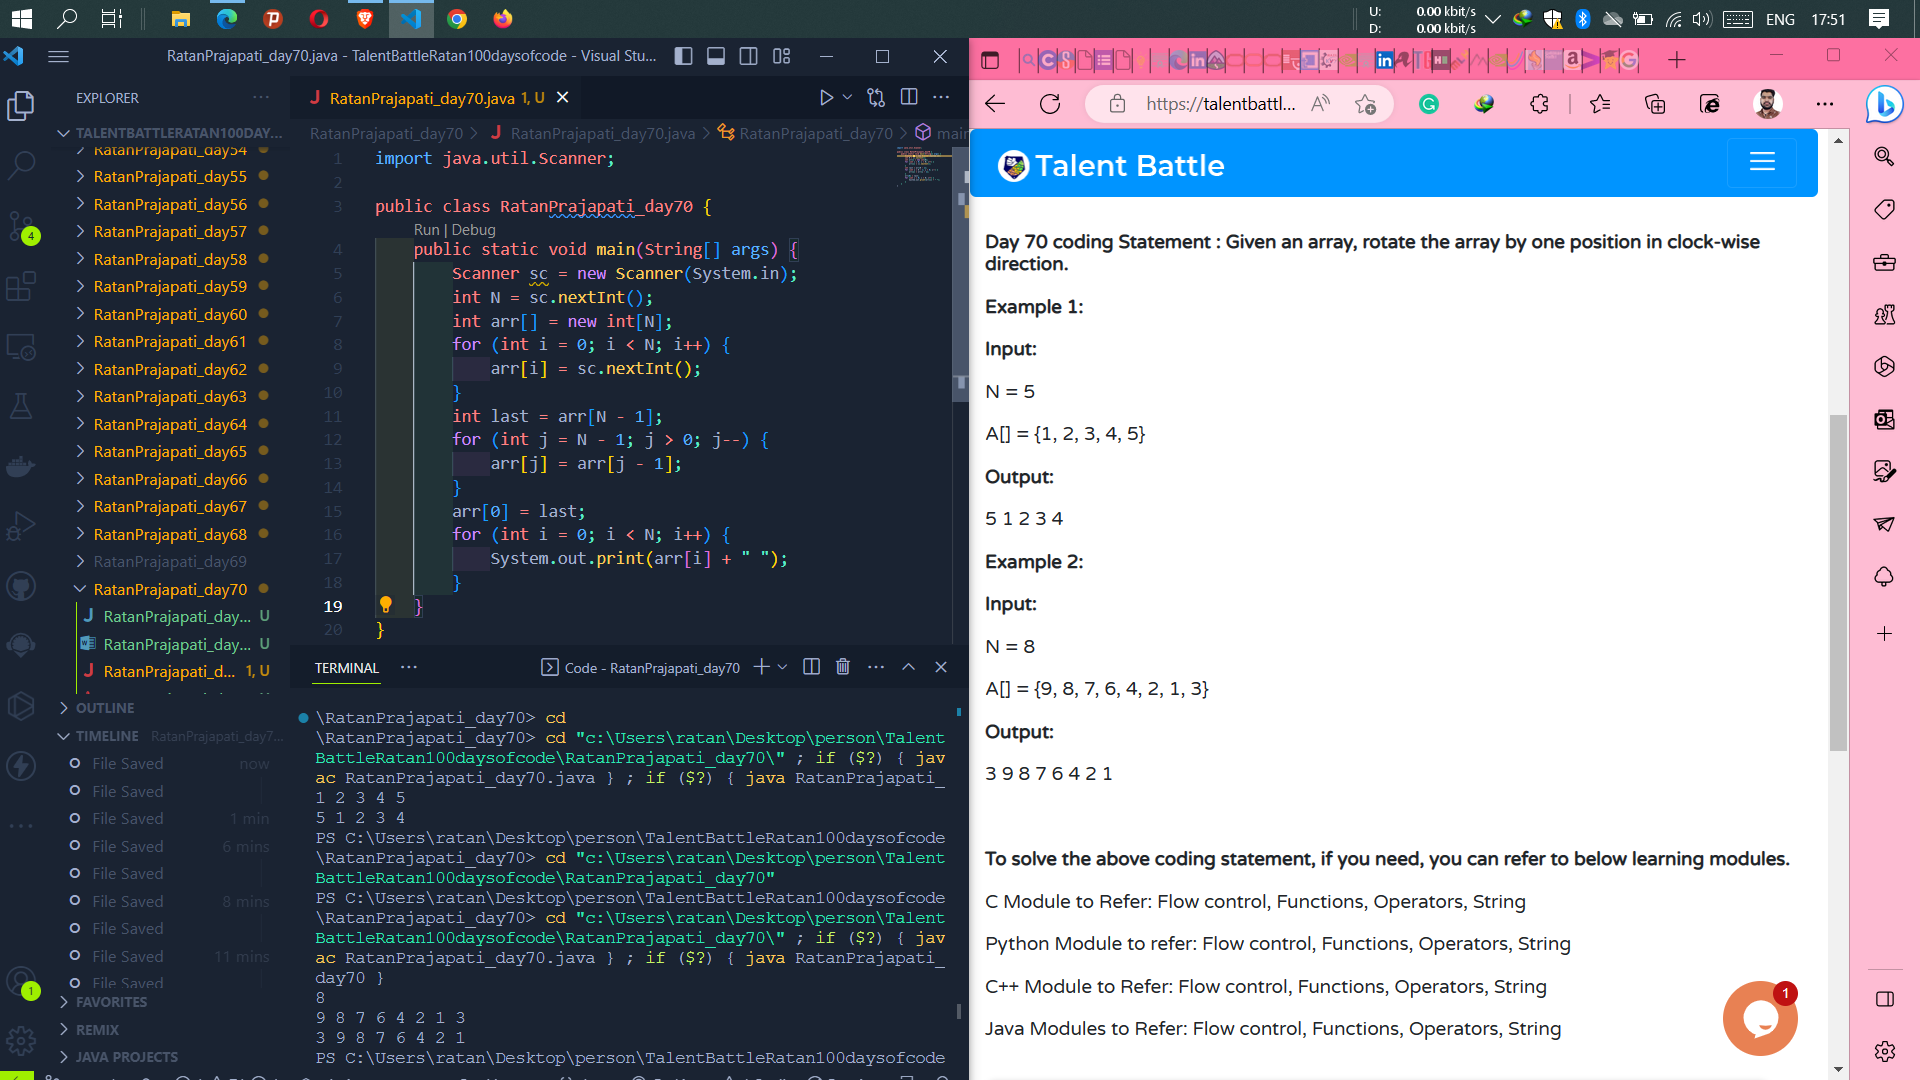 U: 0.00 kbit/s
D: 0.00 kbit/s
ENG 17:51
RatanPrajapati_day70.java - TalentBattleRatan100daysofcode - Visual Stu...
EXPLORER
TALENTBATTLERATAN100DAY...
RatanPrajapati_day54
RatanPrajapati_day55
RatanPrajapati_day56
RatanPrajapati_day57
RatanPrajapati_day58
RatanPrajapati_day59
RatanPrajapati_day60
RatanPrajapati_day61
RatanPrajapati_day62
RatanPrajapati_day63
RatanPrajapati_day64
RatanPrajapati_day65
RatanPrajapati_day66
RatanPrajapati_day67
RatanPrajapati_day68
RatanPrajapati_day69
RatanPrajapati_day70
RatanPrajapati_day... U
RatanPrajapati_day... U
RatanPrajapati_d... 1, U
OUTLINE
TIMELINE RatanPrajapati_day7...
File Saved now
File Saved
File Saved 1 min
File Saved 6 mins
File Saved
File Saved 8 mins
File Saved
File Saved 11 mins
File Saved
FAVORITES
REMIX
JAVA PROJECTS
4
1
RatanPrajapati_day70.java 1, U
RatanPrajapati_day70 > RatanPrajapati_day70.java > RatanPrajapati_day70 > main
1 import java.util.Scanner;
2
3 public class RatanPrajapati_day70 {
Run | Debug
4 public static void main(String[] args) {
5 Scanner sc = new Scanner(System.in);
6 int N = sc.nextInt();
7 int arr[] = new int[N];
8 for (int i = 0; i < N; i++) {
9 arr[i] = sc.nextInt();
10 }
11 int last = arr[N - 1];
12 for (int j = N - 1; j > 0; j--) {
13 arr[j] = arr[j - 1];
14 }
15 arr[0] = last;
16 for (int i = 0; i < N; i++) {
17 System.out.print(arr[i] + " ");
18 }
19 }
20 }
TERMINAL
Code - RatanPrajapati_day70
\RatanPrajapati_day70> cd
\RatanPrajapati_day70> cd "c:\Users\ratan\Desktop\person\Talent
BattleRatan100daysofcode\RatanPrajapati_day70\" ; if ($?) { jav
ac RatanPrajapati_day70.java } ; if ($?) { java RatanPrajapati_
1 2 3 4 5
5 1 2 3 4
PS C:\Users\ratan\Desktop\person\TalentBattleRatan100daysofcode
\RatanPrajapati_day70> cd "c:\Users\ratan\Desktop\person\Talent
BattleRatan100daysofcode\RatanPrajapati_day70"
PS C:\Users\ratan\Desktop\person\TalentBattleRatan100daysofcode
\RatanPrajapati_day70> cd "c:\Users\ratan\Desktop\person\Talent
BattleRatan100daysofcode\RatanPrajapati_day70\" ; if ($?) { jav
ac RatanPrajapati_day70.java } ; if ($?) { java RatanPrajapati_
day70 }
8
9 8 7 6 4 2 1 3
3 9 8 7 6 4 2 1
PS C:\Users\ratan\Desktop\person\TalentBattleRatan100daysofcode
https://talentbattl...
Talent Battle
Day 70 coding Statement : Given an array, rotate the array by one position in clock-wise
direction.
Example 1:
Input:
N = 5
A[] = {1, 2, 3, 4, 5}
Output:
5 1 2 3 4
Example 2:
Input:
N = 8
A[] = {9, 8, 7, 6, 4, 2, 1, 3}
Output:
3 9 8 7 6 4 2 1
To solve the above coding statement, if you need, you can refer to below learning modules.
C Module to Refer: Flow control, Functions, Operators, String
Python Module to refer: Flow control, Functions, Operators, String
C++ Module to Refer: Flow control, Functions, Operators, String
Java Modules to Refer: Flow control, Functions, Operators, String
1